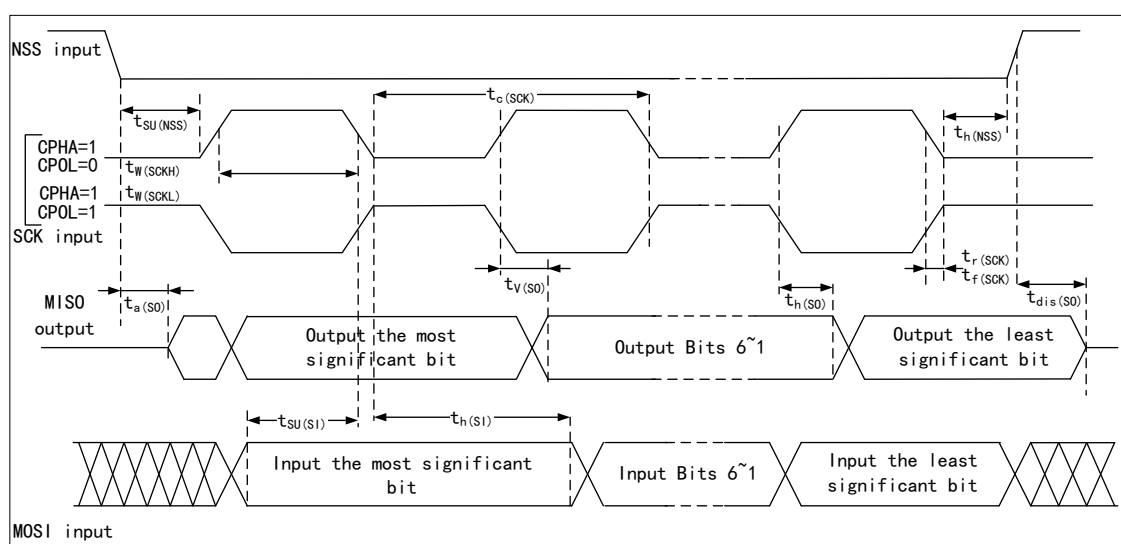 NSS input
tc(SCK)
tSU(NSS)
th(NSS)
CPHA=1
CPOL=0
tW(SCKH)
CPHA=1
tW(SCKL)
CPOL=1
SCK input
tr(SCK)
tV(SO)
tf(SCK)
ta(SO)
th(SO)
tdis(SO)
MISO
output
Output the most
significant bit
Output Bits 6~1
Output the least
significant bit
tSU(SI)
th(SI)
Input the most significant
bit
Input Bits 6~1
Input the least
significant bit
MOSI input